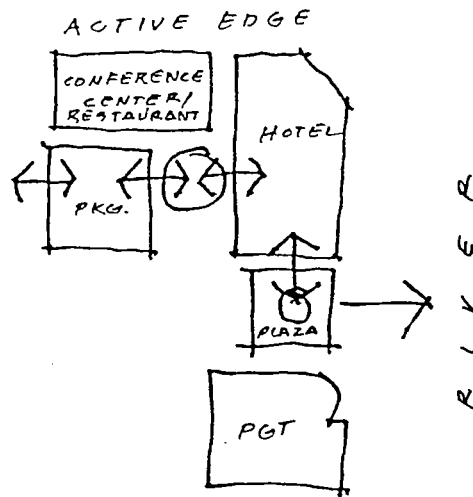 ACTIVE EDGE
CONFERENCE
CENTER/
RESTAURANT
HOTEL
PKG.
RIVER
PLAZA
PGT